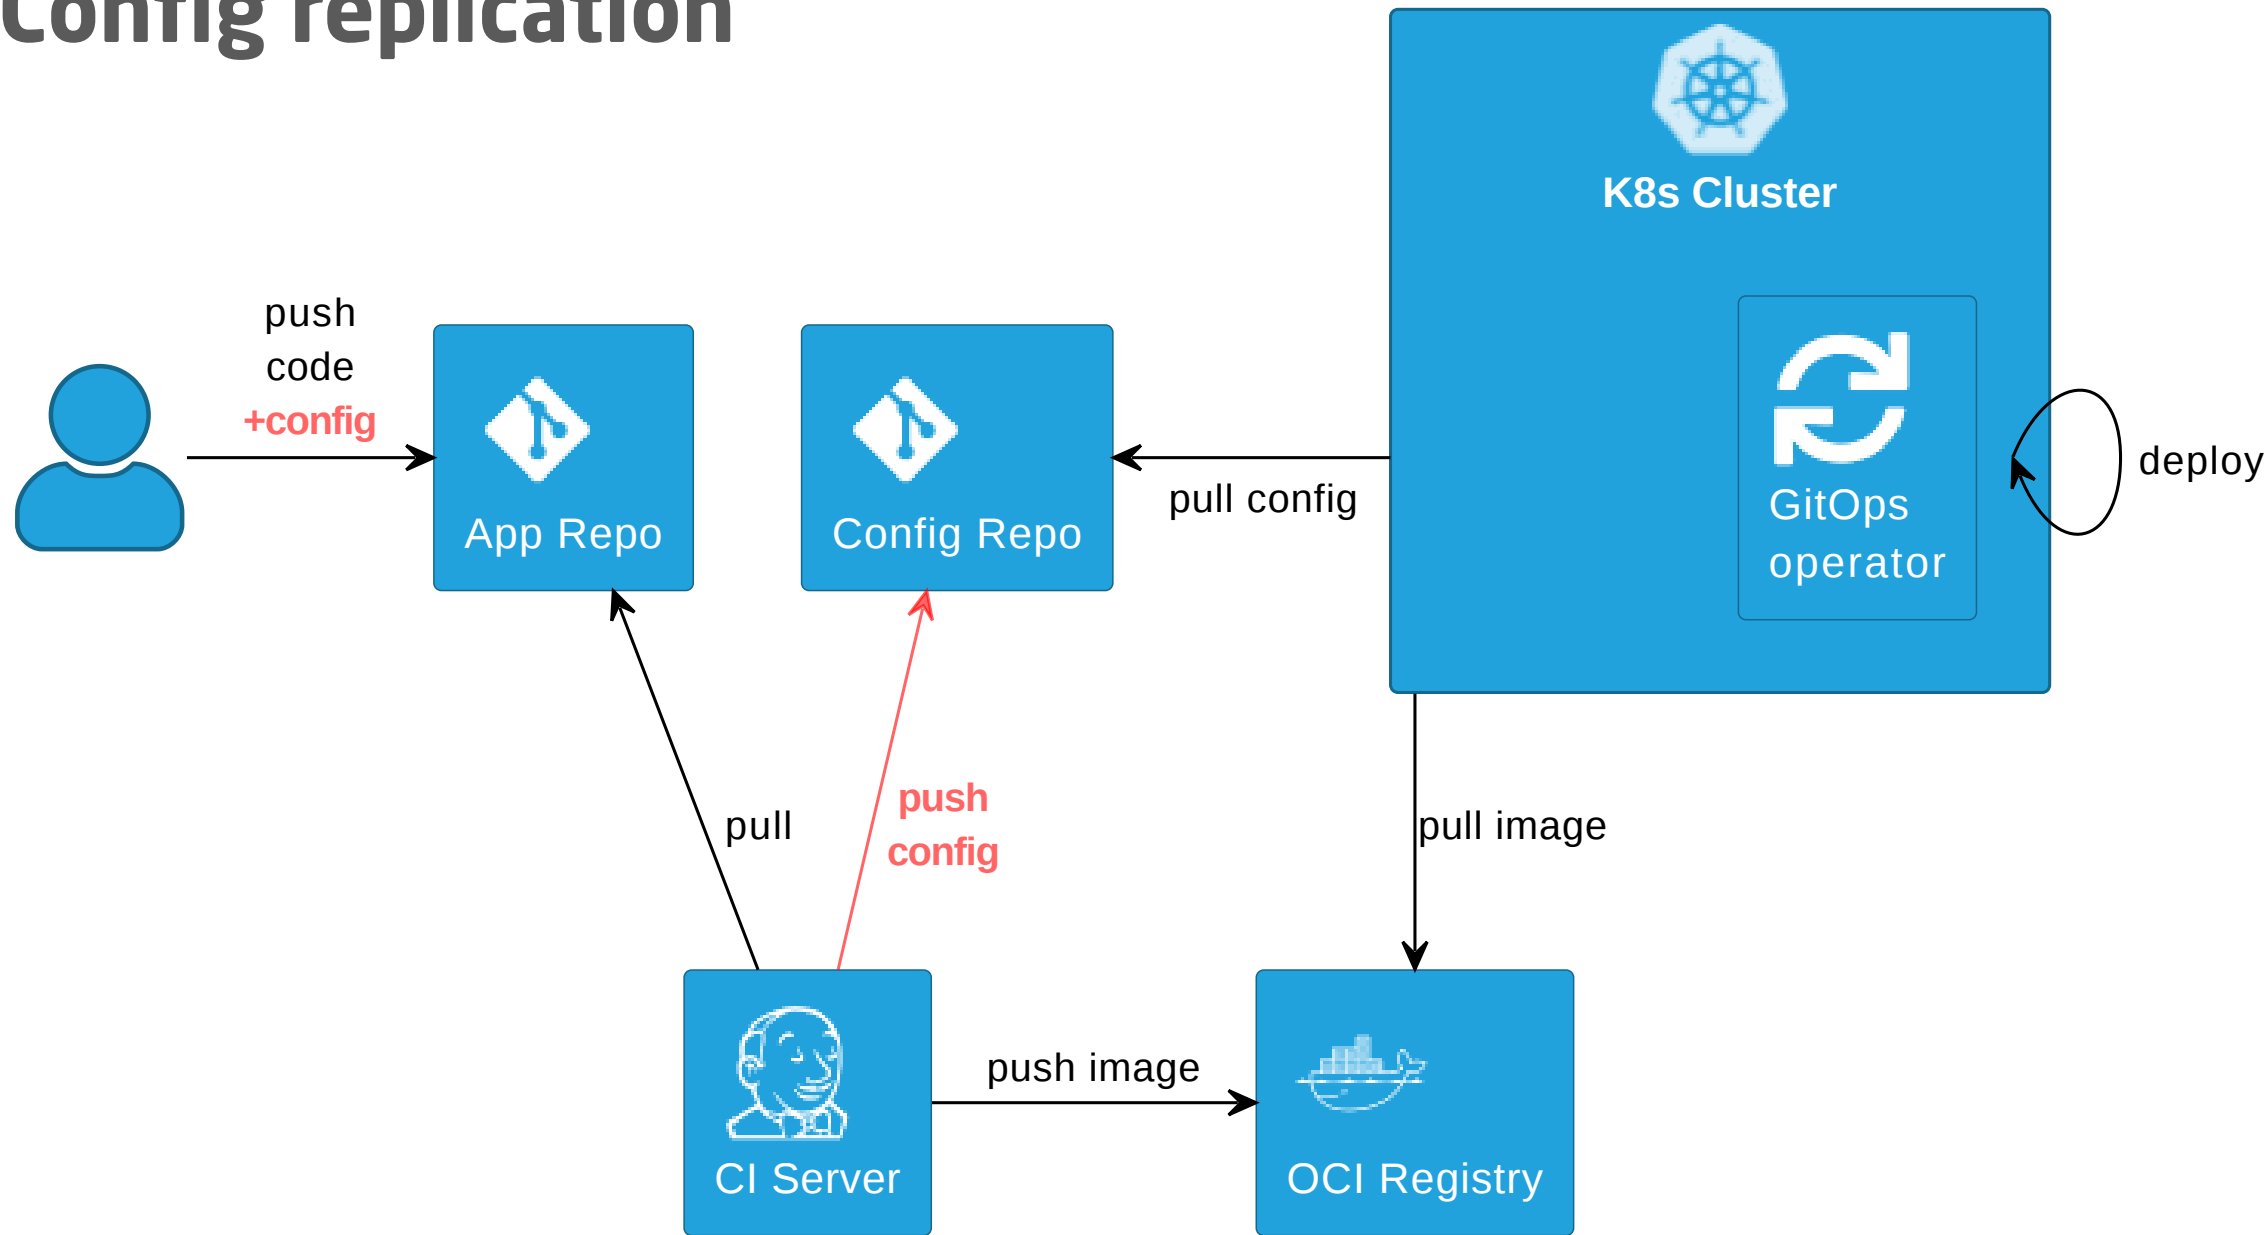 Config replication
K8s Cluster
push
code
+config
App Repo
Config Repo
pull config
GitOps
operator
deploy
pull
push
config
pull image
CI Server
push image
OCI Registry